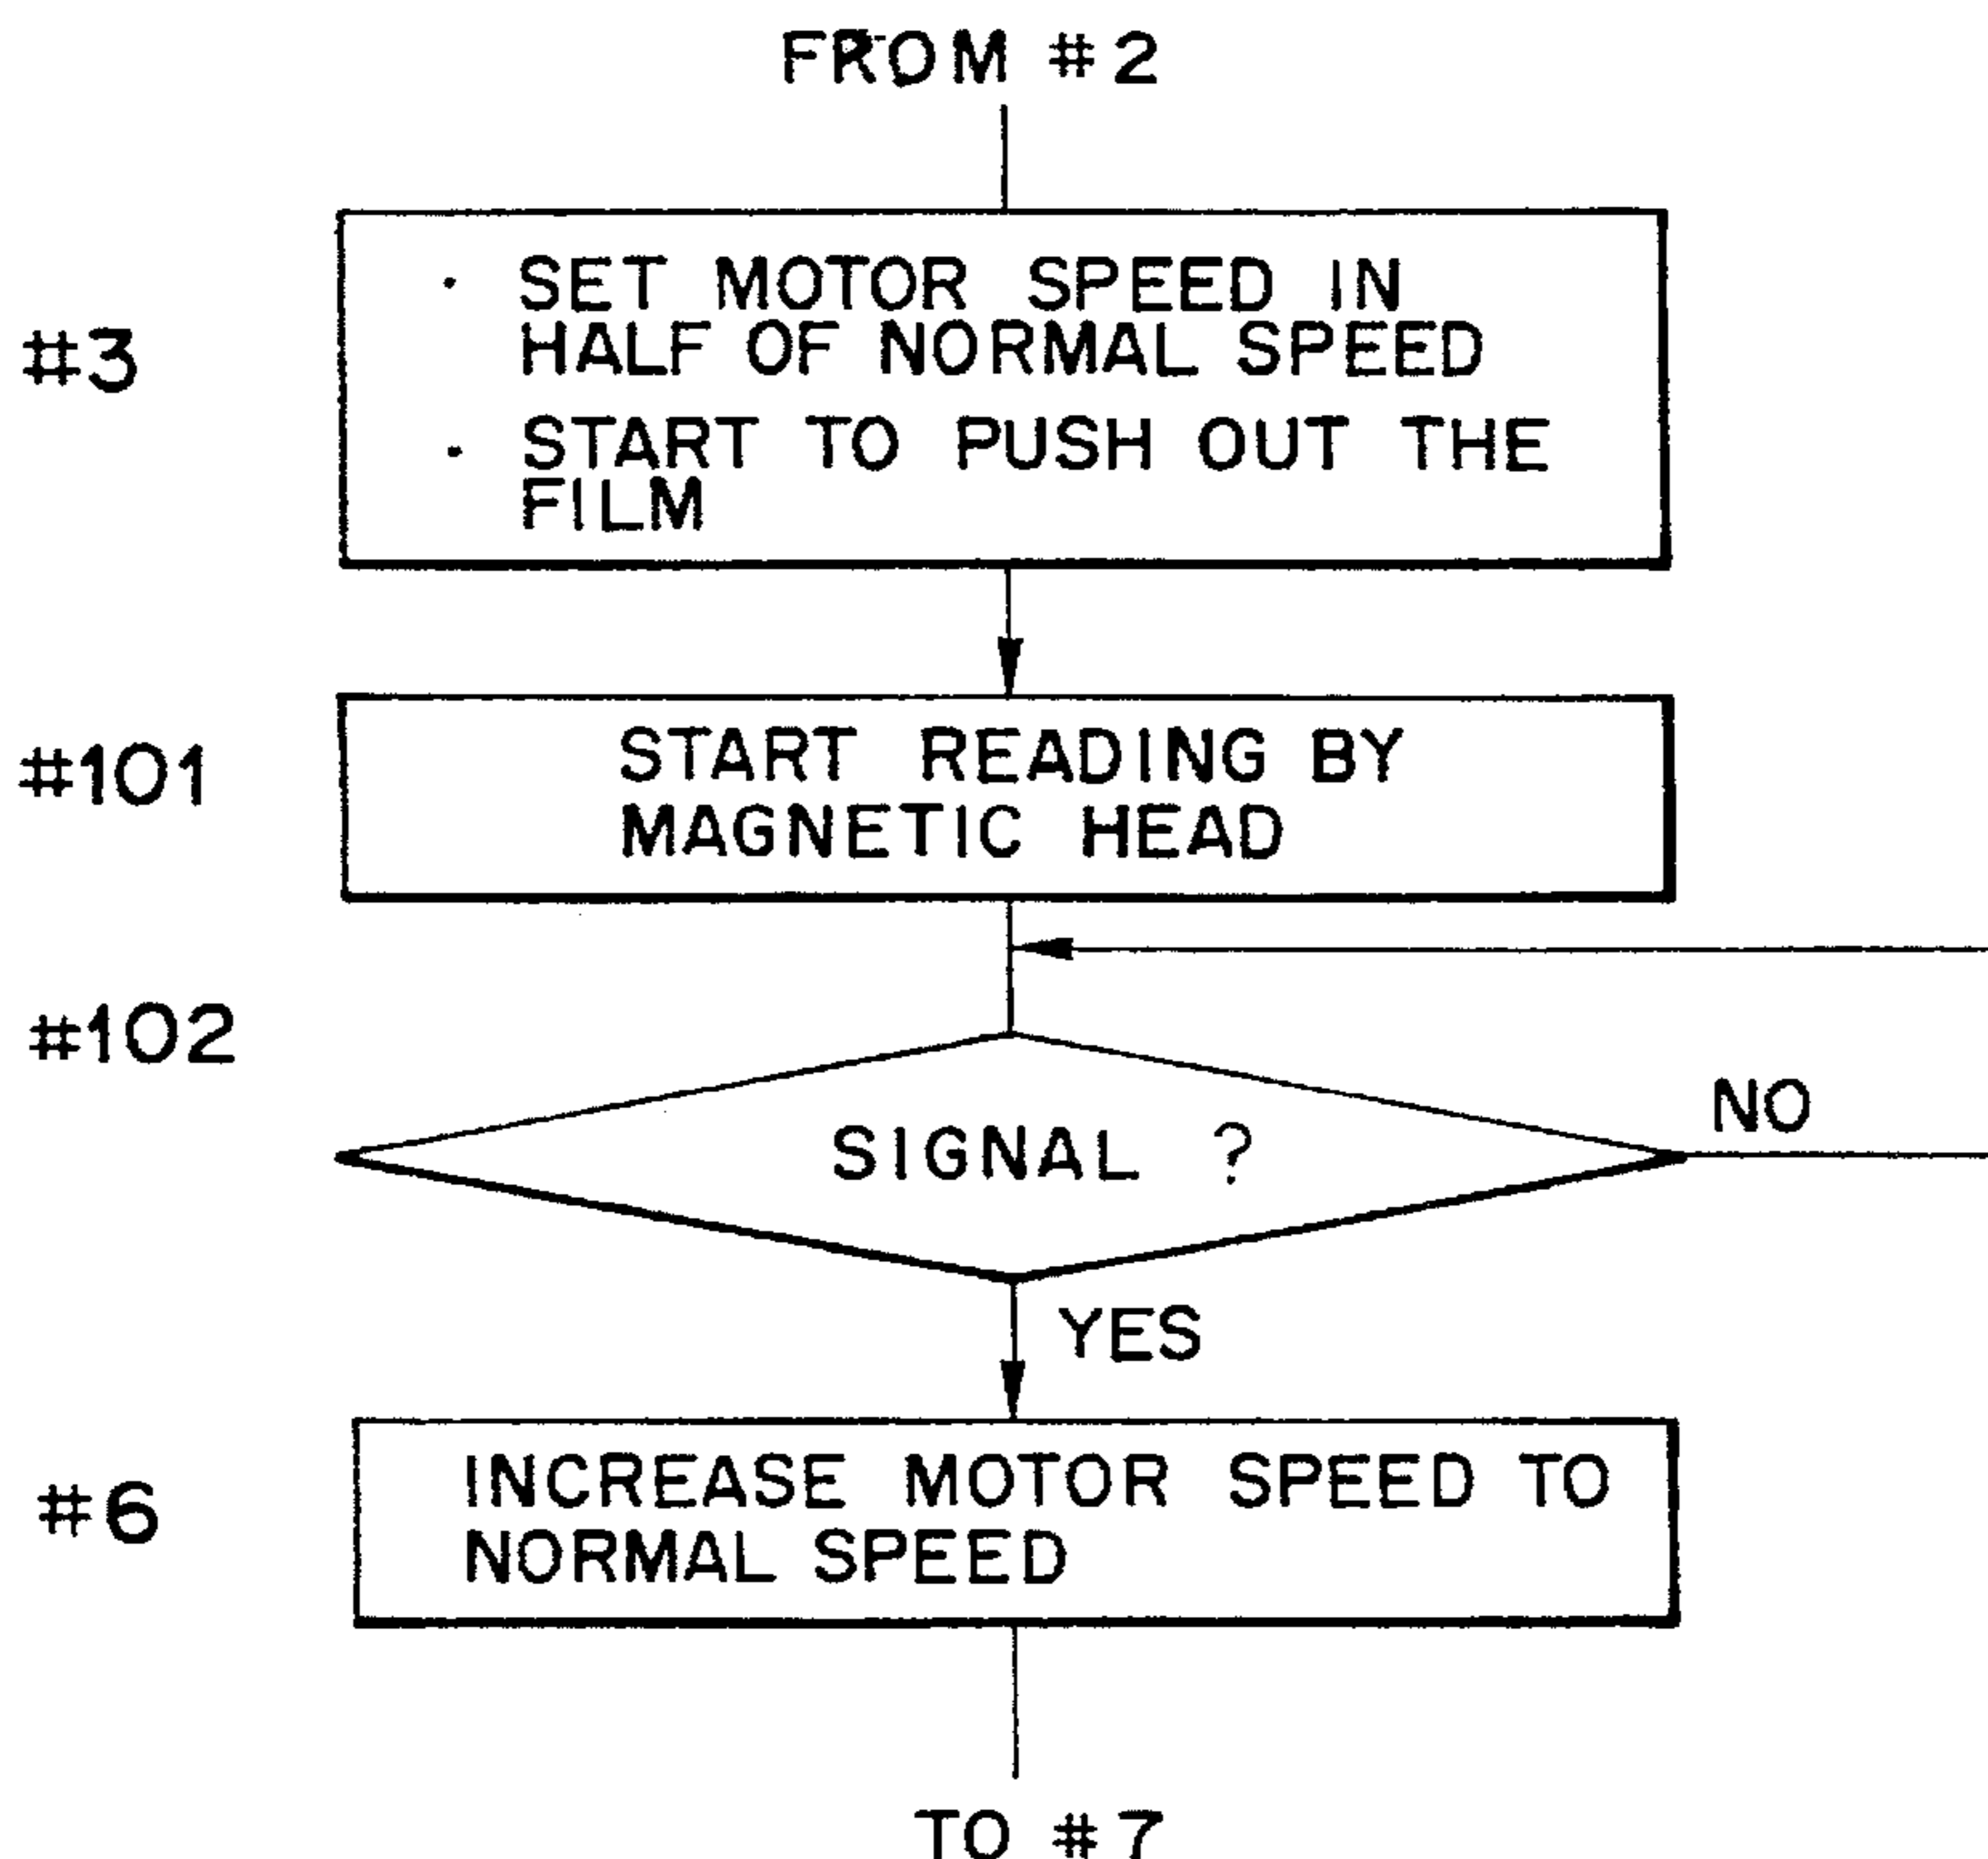 FROM #2
#3
· SET MOTOR SPEED IN
HALF OF NORMAL SPEED
· START TO PUSH OUT THE
FILM
#101
START READING BY
MAGNETIC HEAD
#102
SIGNAL ?
NO
YES
#6
INCREASE MOTOR SPEED TO
NORMAL SPEED
TO #7